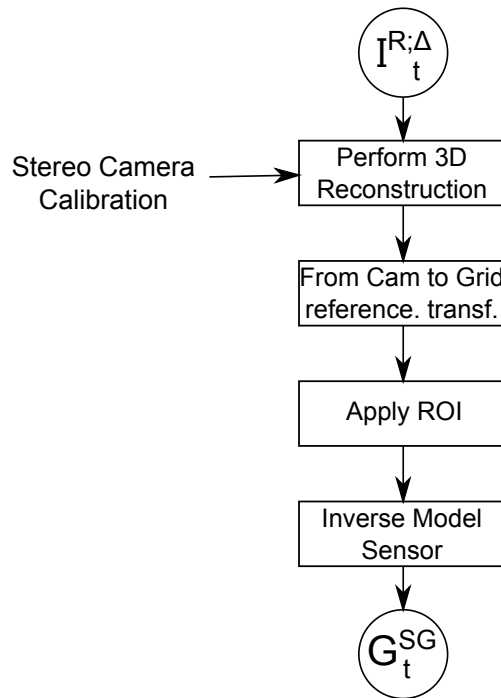 I^{R;Δ}_t
Perform 3D
Reconstruction
Stereo Camera
Calibration
From Cam to Grid
reference. transf.
Apply ROI
Inverse Model
Sensor
G^{SG}_t